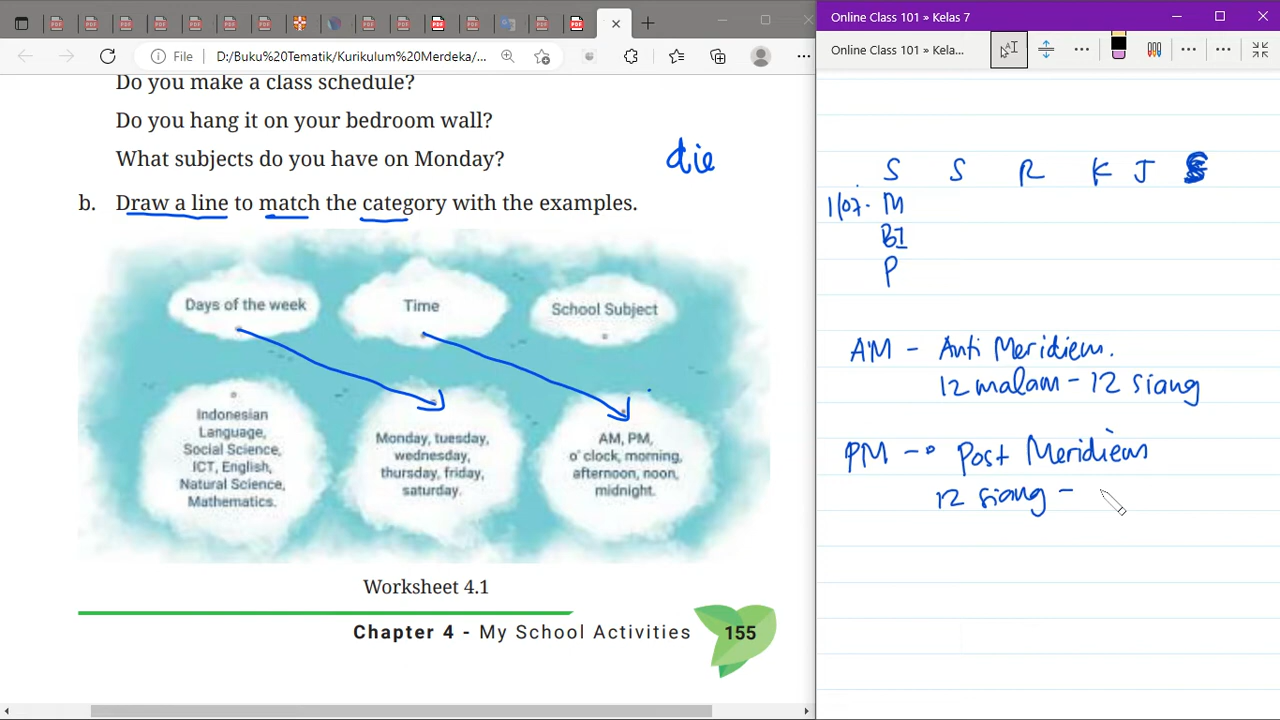 Online Class 101 » Kelas 7
File
D:/Buku%20Tematik/Kurikulum%20Merdeka/...
Online Class 101 » Kela...
Do you make a class schedule?
Do you hang it on your bedroom wall?
What subjects do you have on Monday?
die
b. Draw a line to match the category with the examples.
Days of the week
Time
School Subject
Indonesian
Language,
Social Science,
ICT, English,
Natural Science,
Mathematics.
Monday, tuesday,
wednesday,
thursday, friday,
saturday.
AM, PM,
o' clock, morning,
afternoon, noon,
midnight.
Worksheet 4.1
Chapter 4 - My School Activities
155
S S R K J S
1/07. M
BI
P
AM - Anti Meridiem.
12 malam - 12 siang
PM - Post Meridiem
12 siang -